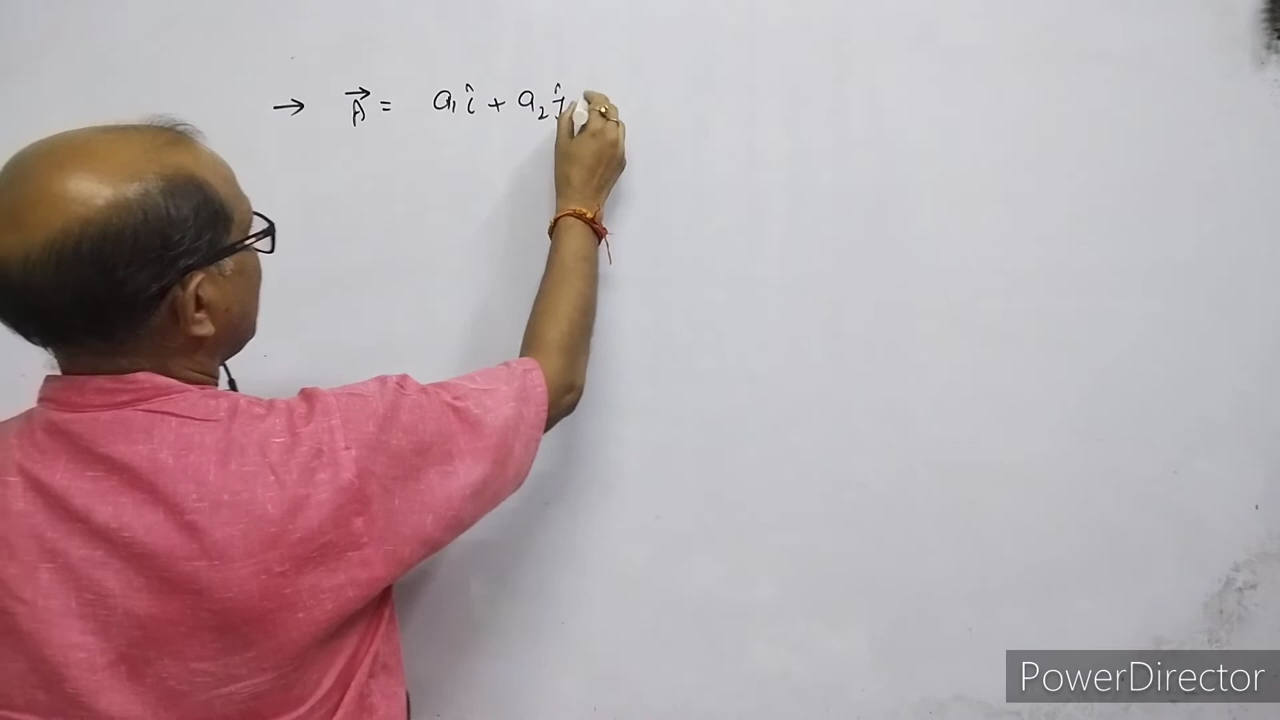 → A⃗ = a₁î + a₂ĵ
PowerDirector